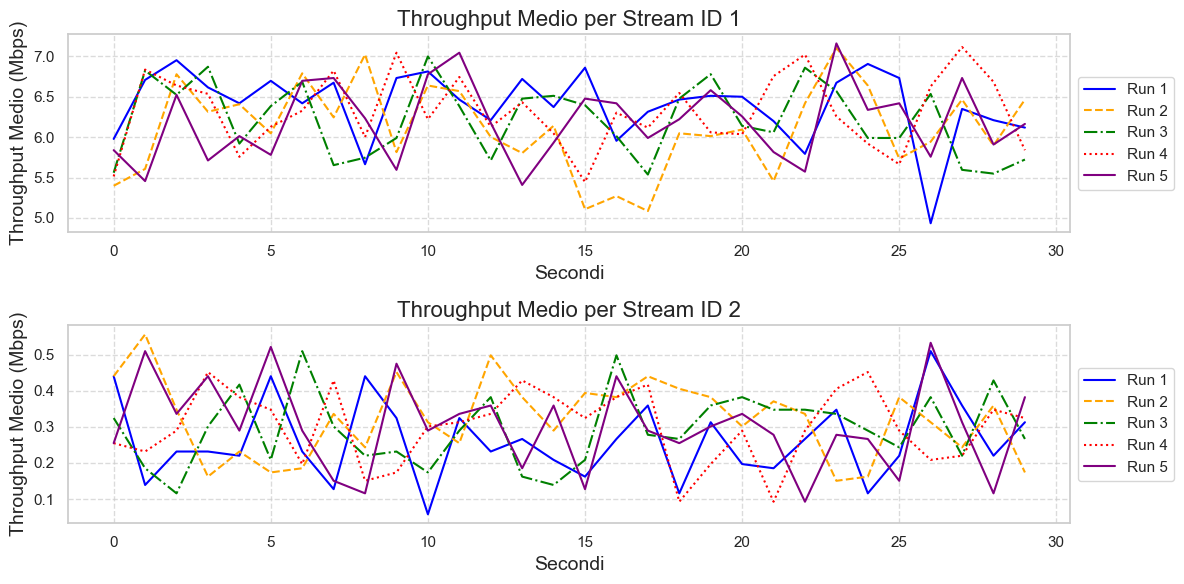 Throughput Medio per Stream ID 1
Throughput Medio (Mbps)
7.0
6.5
6.0
5.5
5.0
0
5
10
15
20
25
30
Secondi
Run 1
Run 2
Run 3
Run 4
Run 5
Throughput Medio per Stream ID 2
Throughput Medio (Mbps)
0.5
0.4
0.3
0.2
0.1
0
5
10
15
20
25
30
Secondi
Run 1
Run 2
Run 3
Run 4
Run 5